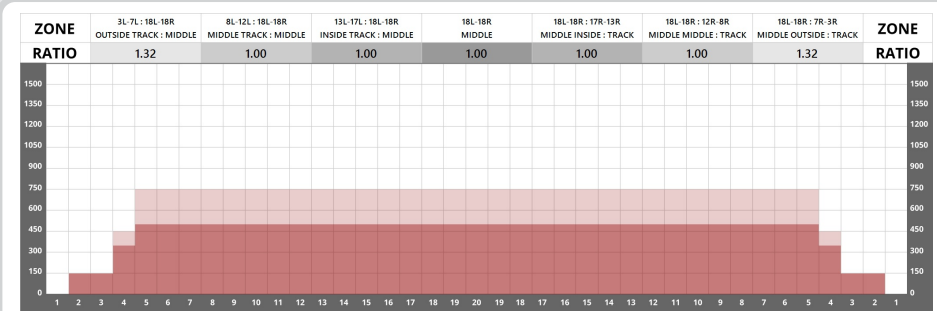 ZONE 3L-7L : 18L-18R 8L-12L : 18L-18R 13L-17L : 18L-18R 18L-18R 18L-18R : 17R-13R 18L-18R : 12R-8R 18L-18R : 7R-3R ZONE
OUTSIDE TRACK : MIDDLE MIDDLE TRACK : MIDDLE INSIDE TRACK : MIDDLE MIDDLE MIDDLE INSIDE : TRACK MIDDLE MIDDLE : TRACK MIDDLE OUTSIDE : TRACK
RATIO 1.32 1.00 1.00 1.00 1.00 1.00 1.32 RATIO
1500 1500
1350 1350
1200 1200
1050 1050
900 900
750 750
600 600
450 450
300 300
150 150
0 0
1 2 3 4 5 6 7 8 9 10 11 12 13 14 15 16 17 18 19 20 19 18 17 16 15 14 13 12 11 10 9 8 7 6 5 4 3 2 1